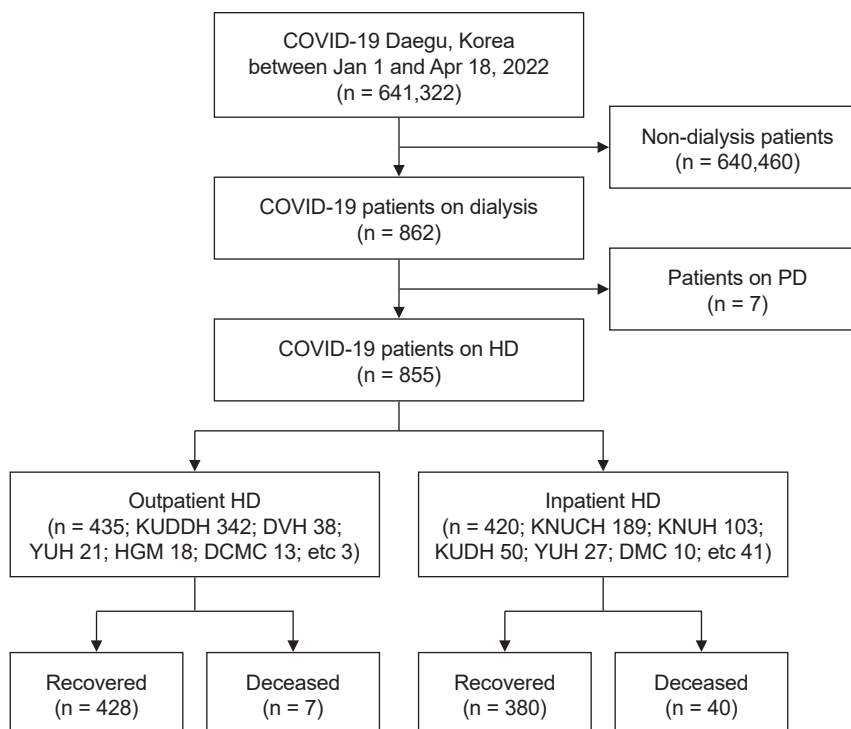 COVID-19 Daegu, Korea
between Jan 1 and Apr 18, 2022
(n = 641,322)
Non-dialysis patients
(n = 640,460)
COVID-19 patients on dialysis
(n = 862)
Patients on PD
(n = 7)
COVID-19 patients on HD
(n = 855)
Outpatient HD
(n = 435; KUDDH 342; DVH 38;
YUH 21; HGM 18; DCMC 13; etc 3)
Inpatient HD
(n = 420; KNUCH 189; KNUH 103;
KUDH 50; YUH 27; DMC 10; etc 41)
Recovered
(n = 428)
Deceased
(n = 7)
Recovered
(n = 380)
Deceased
(n = 40)